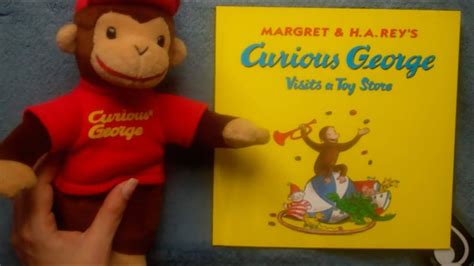 Curious
George
MARGRET & H.A. REY'S
Curious George
Visits a Toy Store